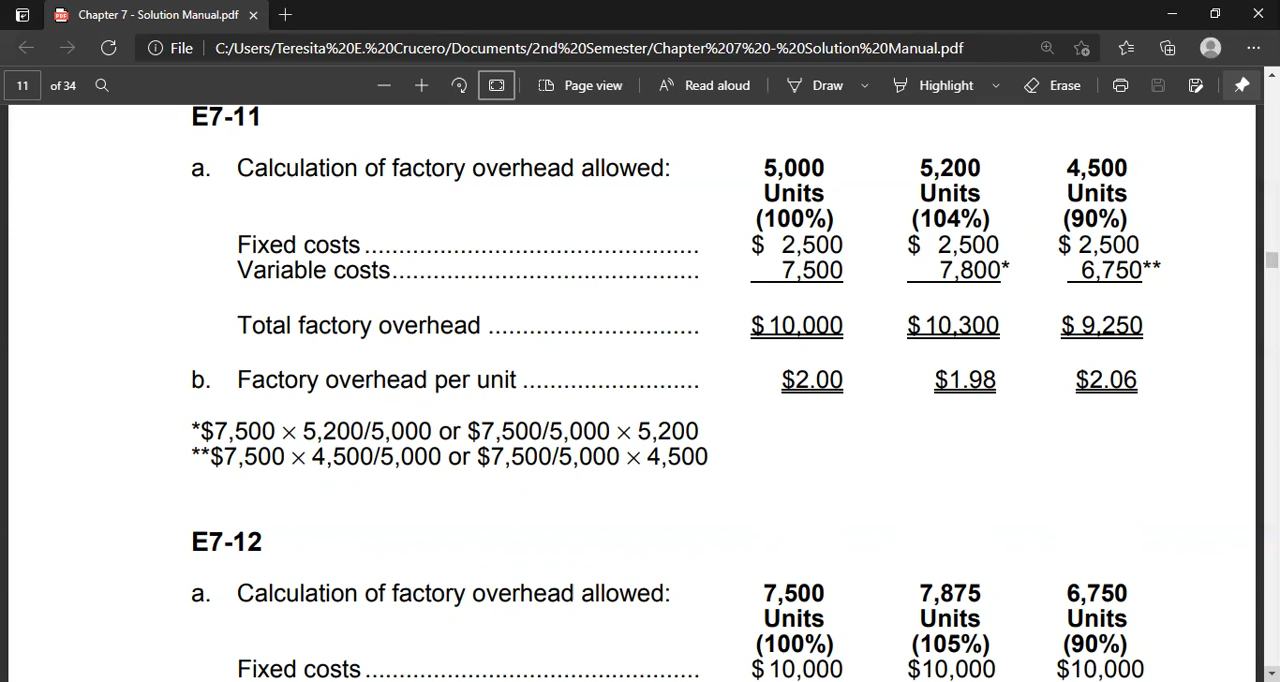 Chapter 7 - Solution Manual.pdf
File C:/Users/Teresita%20E.%20Crucero/Documents/2nd%20Semester/Chapter%207%20-%20Solution%20Manual.pdf
11 of 34 Page view Read aloud Draw Highlight Erase
E7-11
a. Calculation of factory overhead allowed: 5,000 5,200 4,500
Units Units Units
(100%) (104%) (90%)
Fixed costs ............................................. $ 2,500 $ 2,500 $ 2,500
Variable costs......................................... 7,500 7,800* 6,750**
Total factory overhead ............................ $10,000 $10,300 $ 9,250
b. Factory overhead per unit ........................ $2.00 $1.98 $2.06
*$7,500 × 5,200/5,000 or $7,500/5,000 × 5,200
**$7,500 × 4,500/5,000 or $7,500/5,000 × 4,500
E7-12
a. Calculation of factory overhead allowed: 7,500 7,875 6,750
Units Units Units
(100%) (105%) (90%)
Fixed costs ............................................. $10,000 $10,000 $10,000